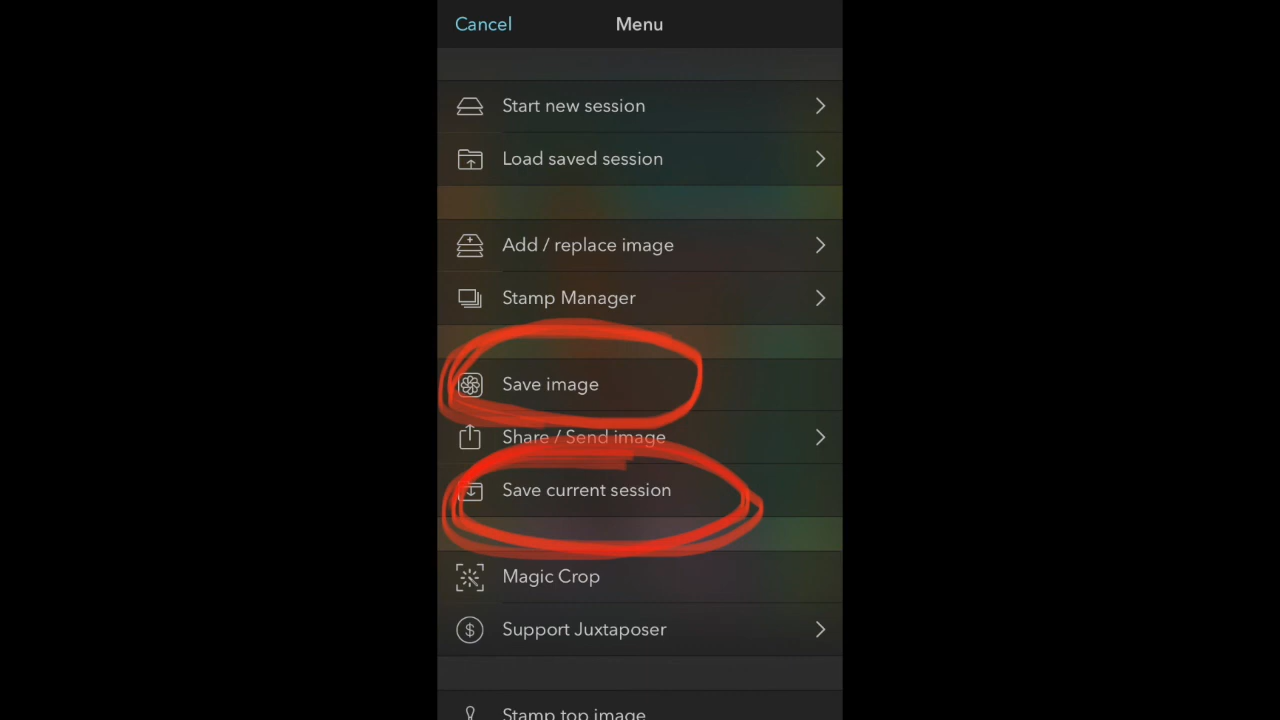 Cancel Menu
Start new session
Load saved session
Add / replace image
Stamp Manager
Save image
Share / Send image
Save current session
Magic Crop
Support Juxtaposer
Stamp top image